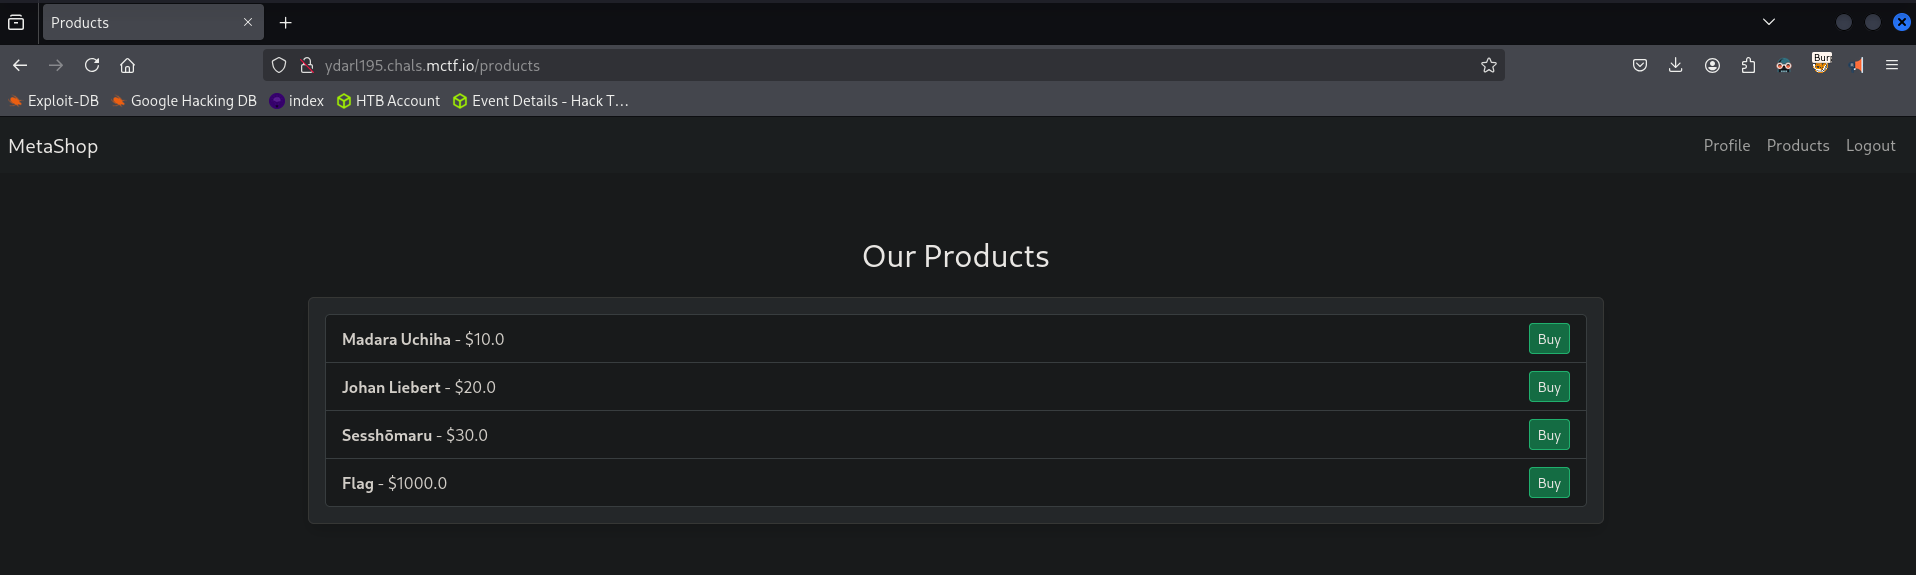 Products
ydarl195.chals.mctf.io/products
Burp
Exploit-DB Google Hacking DB index HTB Account Event Details - Hack T…
MetaShop Profile Products Logout
Our Products
Madara Uchiha - $10.0 Buy
Johan Liebert - $20.0 Buy
Sesshōmaru - $30.0 Buy
Flag - $1000.0 Buy